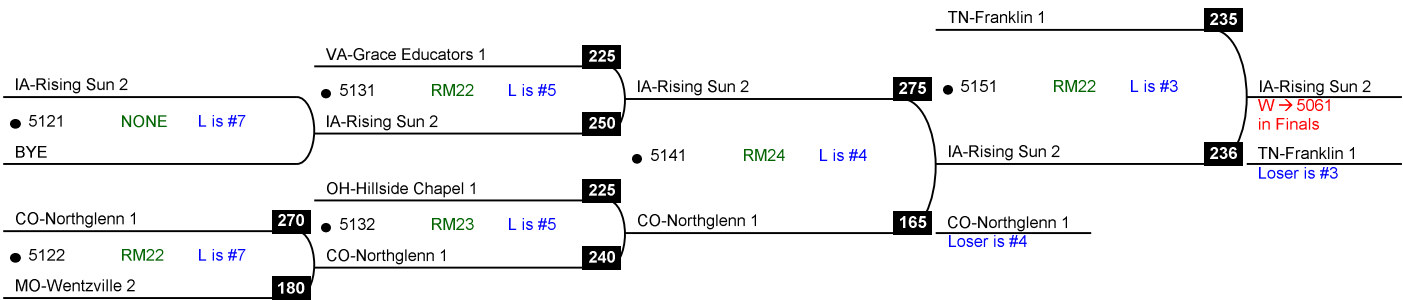 TN-Franklin 1 235
VA-Grace Educators 1 225
IA-Rising Sun 2
5131 RM22 L is #5
IA-Rising Sun 2 275
5151 RM22 L is #3
IA-Rising Sun 2
W → 5061
in Finals
5121 NONE L is #7
IA-Rising Sun 2 250
BYE
5141 RM24 L is #4
IA-Rising Sun 2 236
TN-Franklin 1
Loser is #3
OH-Hillside Chapel 1 225
CO-Northglenn 1 270
5132 RM23 L is #5
CO-Northglenn 1 165
CO-Northglenn 1
Loser is #4
5122 RM22 L is #7
CO-Northglenn 1 240
MO-Wentzville 2 180